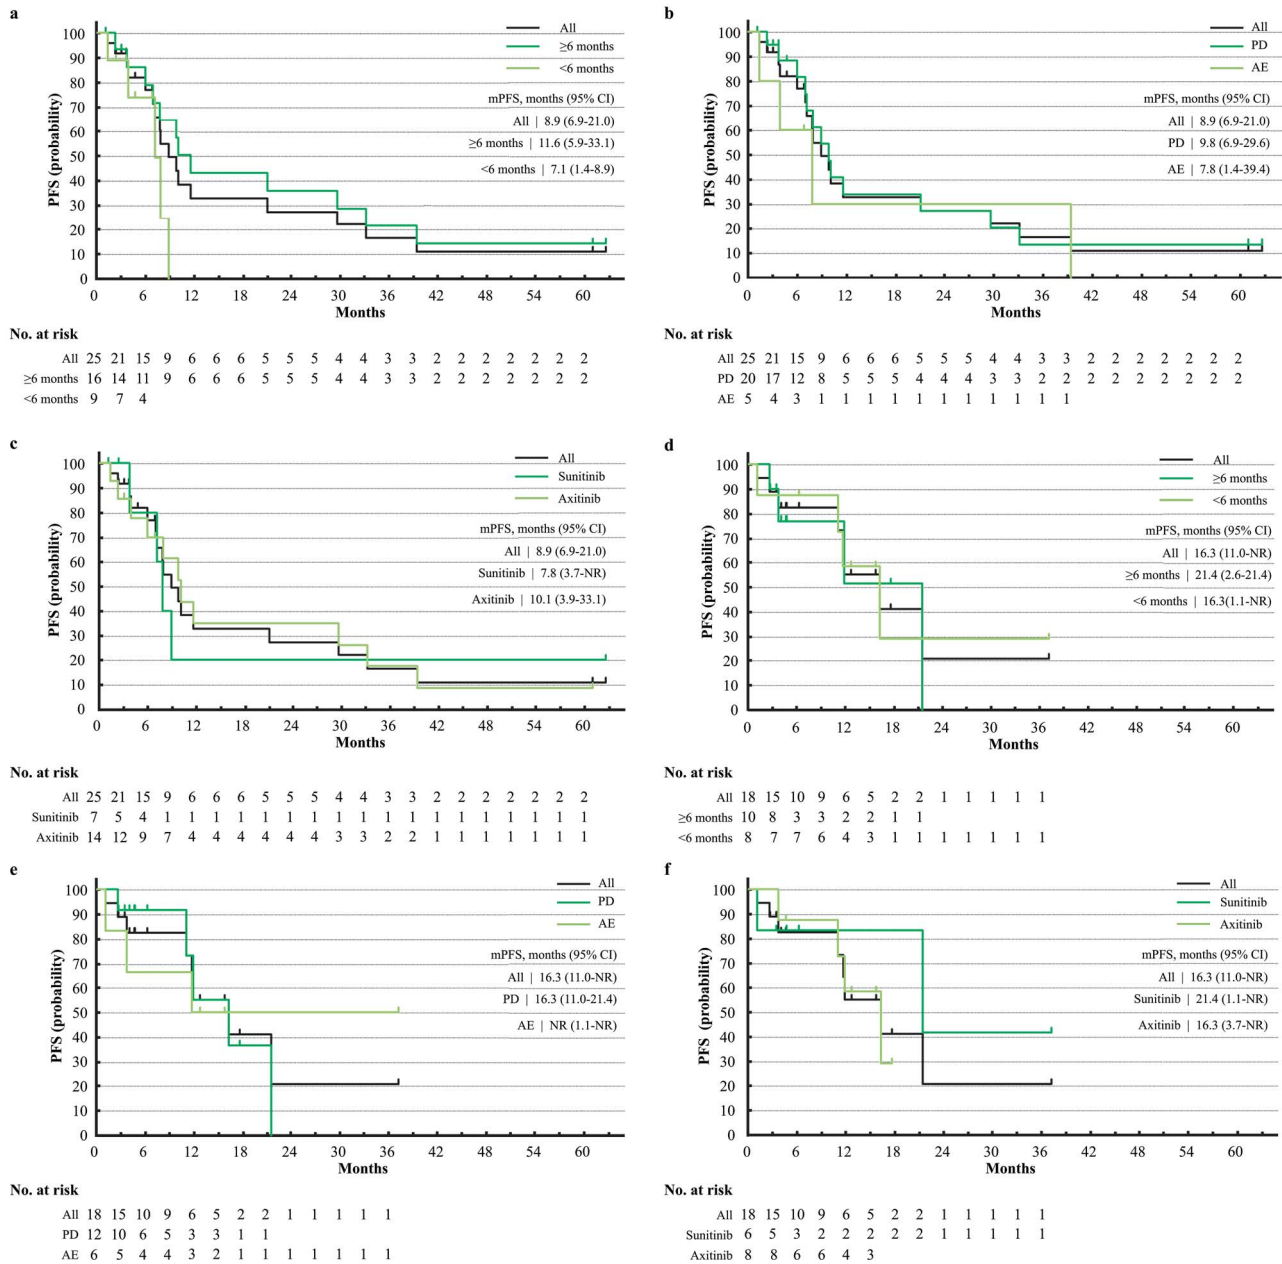 a
All
≥6 months
<6 months
mPFS, months (95% CI)
All | 8.9 (6.9-21.0)
≥6 months | 11.6 (5.9-33.1)
<6 months | 7.1 (1.4-8.9)
PFS (probability)
100
90
80
70
60
50
40
30
20
10
0
0 6 12 18 24 30 36 42 48 54 60
Months
No. at risk
All 25 21 15 9 6 6 6 5 5 5 4 4 3 3 2 2 2 2 2 2 2
≥6 months 16 14 11 9 6 6 6 5 5 5 4 4 3 3 2 2 2 2 2 2 2
<6 months 9 7 4
b
All
PD
AE
mPFS, months (95% CI)
All | 8.9 (6.9-21.0)
PD | 9.8 (6.9-29.6)
AE | 7.8 (1.4-39.4)
PFS (probability)
100
90
80
70
60
50
40
30
20
10
0
0 6 12 18 24 30 36 42 48 54 60
Months
No. at risk
All 25 21 15 9 6 6 6 5 5 5 4 4 3 3 2 2 2 2 2 2 2
PD 20 17 12 8 5 5 5 4 4 4 3 3 2 2 2 2 2 2 2 2 2
AE 5 4 3 1 1 1 1 1 1 1 1 1 1 1
c
All
Sunitinib
Axitinib
mPFS, months (95% CI)
All | 8.9 (6.9-21.0)
Sunitinib | 7.8 (3.7-NR)
Axitinib | 10.1 (3.9-33.1)
PFS (probability)
100
90
80
70
60
50
40
30
20
10
0
0 6 12 18 24 30 36 42 48 54 60
Months
No. at risk
All 25 21 15 9 6 6 6 5 5 5 4 4 3 3 2 2 2 2 2 2 2
Sunitinib 7 5 4 1 1 1 1 1 1 1 1 1 1 1 1 1 1 1 1 1 1
Axitinib 14 12 9 7 4 4 4 4 4 4 3 3 2 2 1 1 1 1 1 1 1
d
All
≥6 months
<6 months
mPFS, months (95% CI)
All | 16.3 (11.0-NR)
≥6 months | 21.4 (2.6-21.4)
<6 months | 16.3(1.1-NR)
PFS (probability)
100
90
80
70
60
50
40
30
20
10
0
0 6 12 18 24 30 36 42 48 54 60
Months
No. at risk
All 18 15 10 9 6 5 2 2 1 1 1 1 1
≥6 months 10 8 3 3 2 2 1 1
<6 months 8 7 7 6 4 3 1 1 1 1 1 1 1
e
All
PD
AE
mPFS, months (95% CI)
All | 16.3 (11.0-NR)
PD | 16.3 (11.0-21.4)
AE | NR (1.1-NR)
PFS (probability)
100
90
80
70
60
50
40
30
20
10
0
0 6 12 18 24 30 36 42 48 54 60
Months
No. at risk
All 18 15 10 9 6 5 2 2 1 1 1 1 1
PD 12 10 6 5 3 3 1 1
AE 6 5 4 4 3 2 1 1 1 1 1 1 1
f
All
Sunitinib
Axitinib
mPFS, months (95% CI)
All | 16.3 (11.0-NR)
Sunitinib | 21.4 (1.1-NR)
Axitinib | 16.3 (3.7-NR)
PFS (probability)
100
90
80
70
60
50
40
30
20
10
0
0 6 12 18 24 30 36 42 48 54 60
Months
No. at risk
All 18 15 10 9 6 5 2 2 1 1 1 1 1
Sunitinib 6 5 3 2 2 2 2 2 1 1 1 1 1
Axitinib 8 8 6 6 4 3